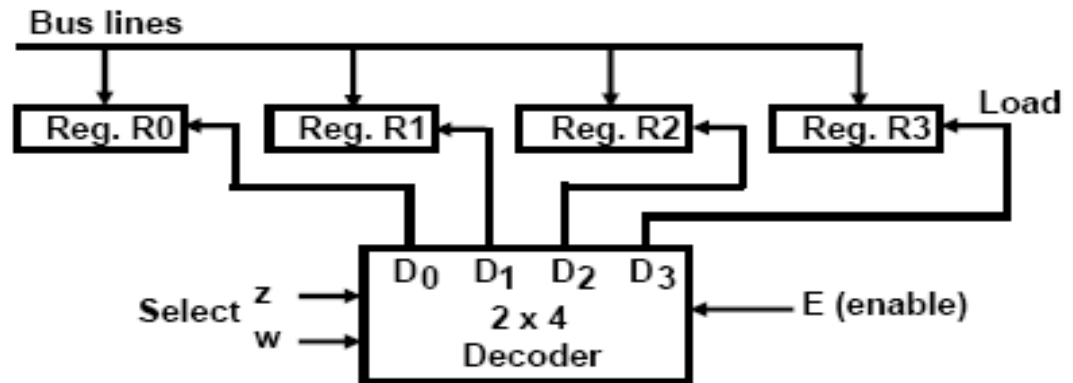 Bus lines
Reg. R0 Reg. R1 Reg. R2 Reg. R3 Load
D0 D1 D2 D3
Select z
w
2 x 4
Decoder
E (enable)